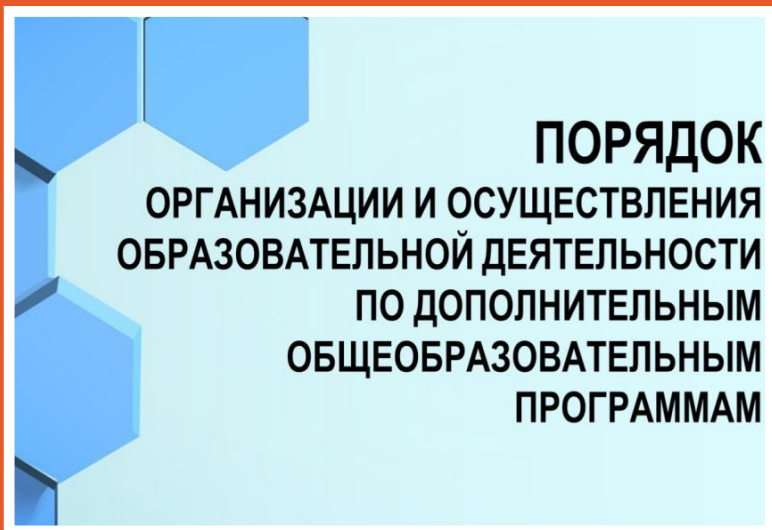 ПОРЯДОК
ОРГАНИЗАЦИИ И ОСУЩЕСТВЛЕНИЯ
ОБРАЗОВАТЕЛЬНОЙ ДЕЯТЕЛЬНОСТИ
ПО ДОПОЛНИТЕЛЬНЫМ
ОБЩЕОБРАЗОВАТЕЛЬНЫМ
ПРОГРАММАМ